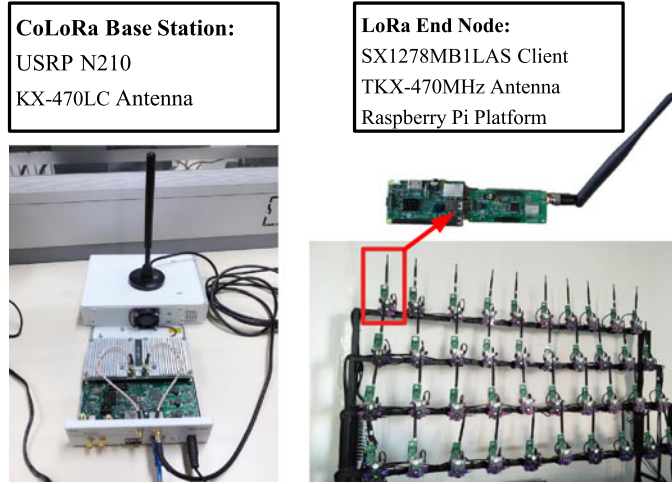 CoLoRa Base Station:
USRP N210
KX-470LC Antenna
LoRa End Node:
SX1278MB1LAS Client
TKX-470MHz Antenna
Raspberry Pi Platform